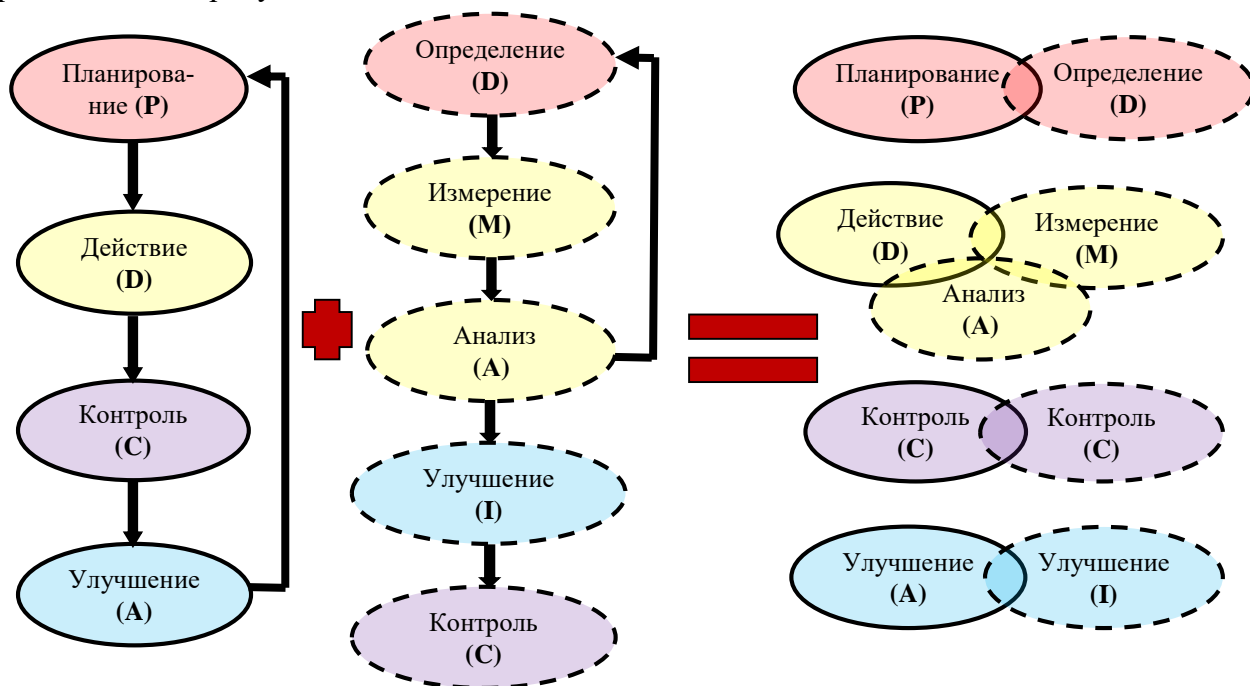 Планирова-
ние (P)
Действие
(D)
Контроль
(C)
Улучшение
(A)
Определение
(D)
Измерение
(M)
Анализ
(A)
Улучшение
(I)
Контроль
(C)
Планирование
(P)
Определение
(D)
Действие
(D)
Измерение
(M)
Анализ
(A)
Контроль
(C)
Контроль
(C)
Улучшение
(A)
Улучшение
(I)